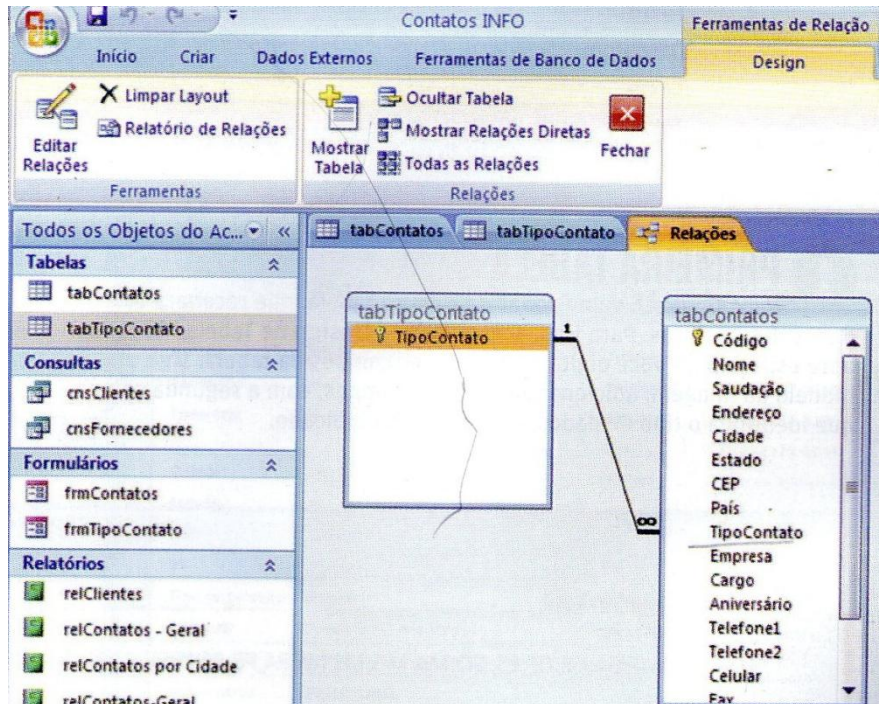 Contatos INFO
Ferramentas de Relação
Início Criar Dados Externos Ferramentas de Banco de Dados Design
Editar Relações
Limpar Layout
Relatório de Relações
Ferramentas
Mostrar Tabela
Ocultar Tabela
Mostrar Relações Diretas
Todas as Relações
Fechar
Relações
Todos os Objetos do Ac...
Tabelas
tabContatos
tabTipoContato
Consultas
cnsClientes
cnsFornecedores
Formulários
frmContatos
frmTipoContato
Relatórios
relClientes
relContatos - Geral
relContatos por Cidade
relContatos-Geral
tabContatos tabTipoContato Relações
tabTipoContato
TipoContato
1
∞
tabContatos
Código
Nome
Saudação
Endereço
Cidade
Estado
CEP
País
TipoContato
Empresa
Cargo
Aniversário
Telefone1
Telefone2
Celular
Fax